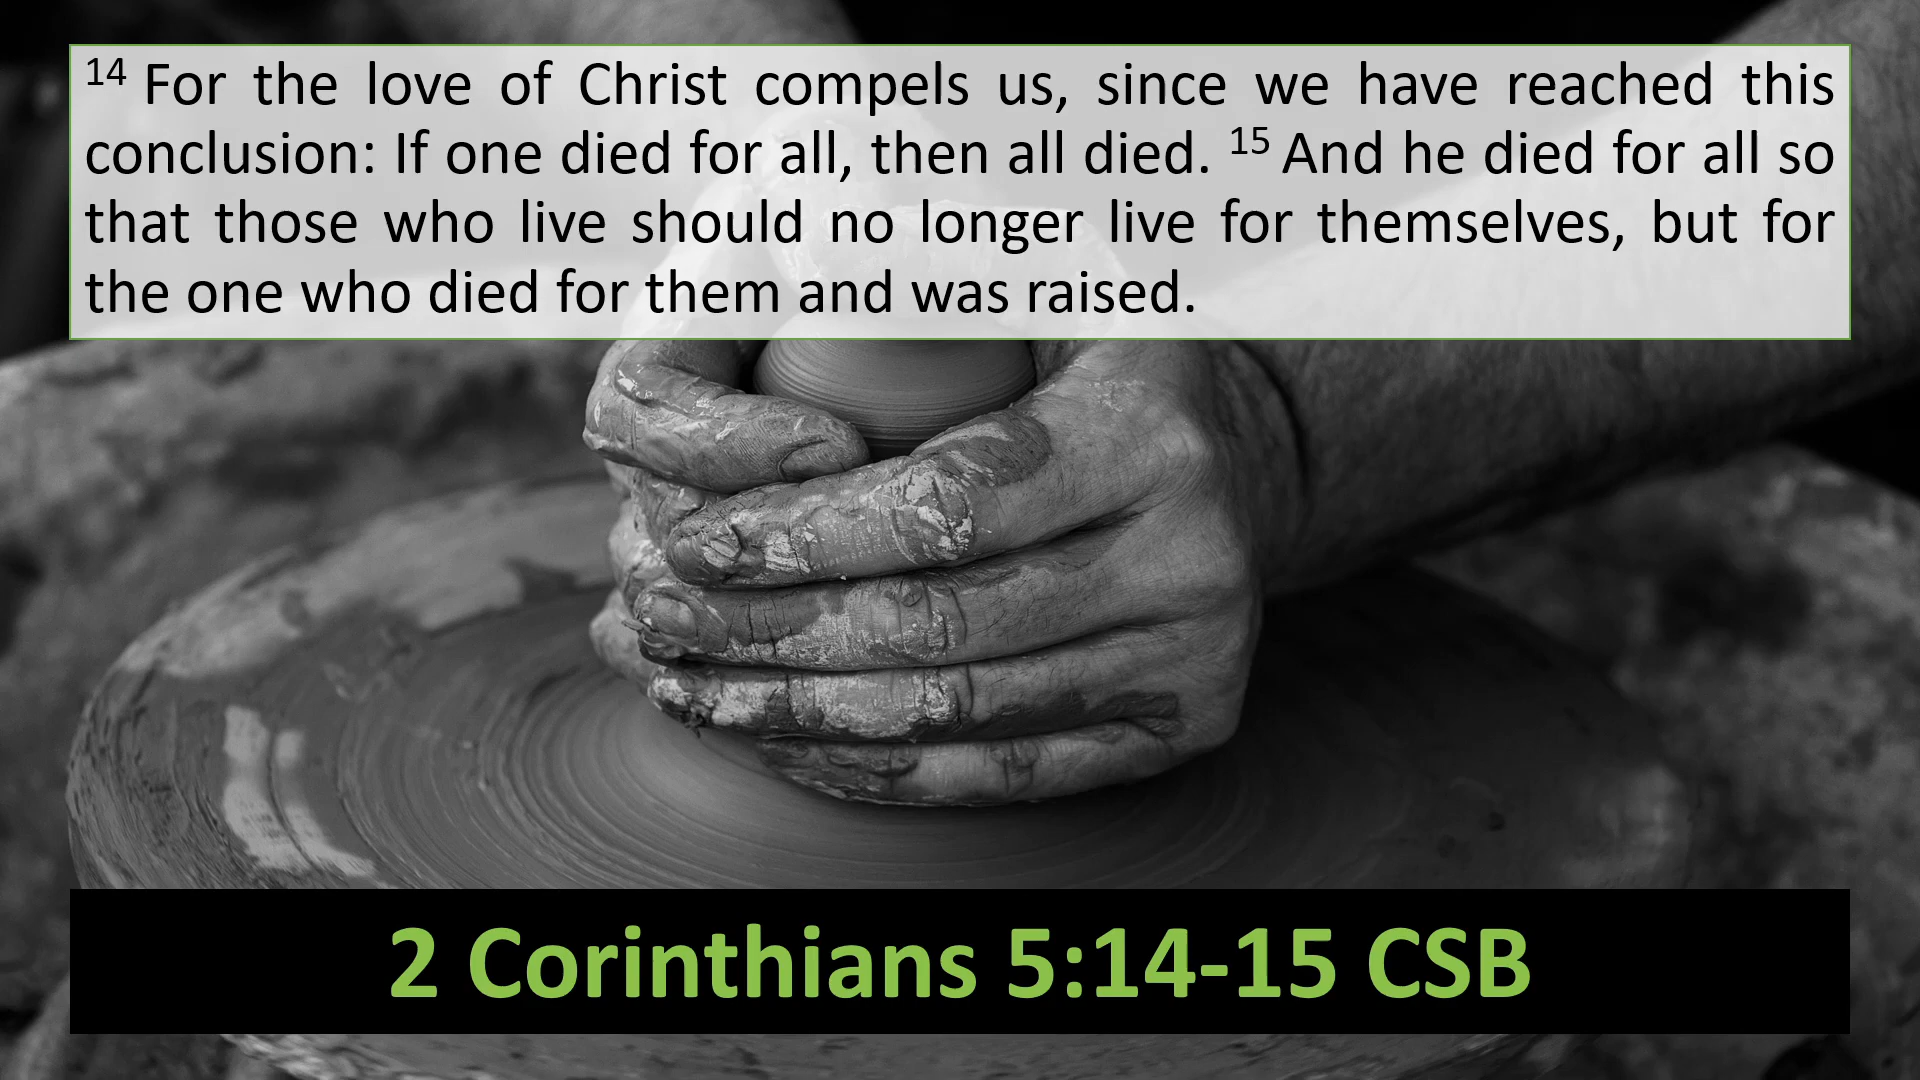 14 For the love of Christ compels us, since we have reached this
conclusion: If one died for all, then all died. 15 And he died for all so
that those who live should no longer live for themselves, but for
the one who died for them and was raised.
2 Corinthians 5:14-15 CSB